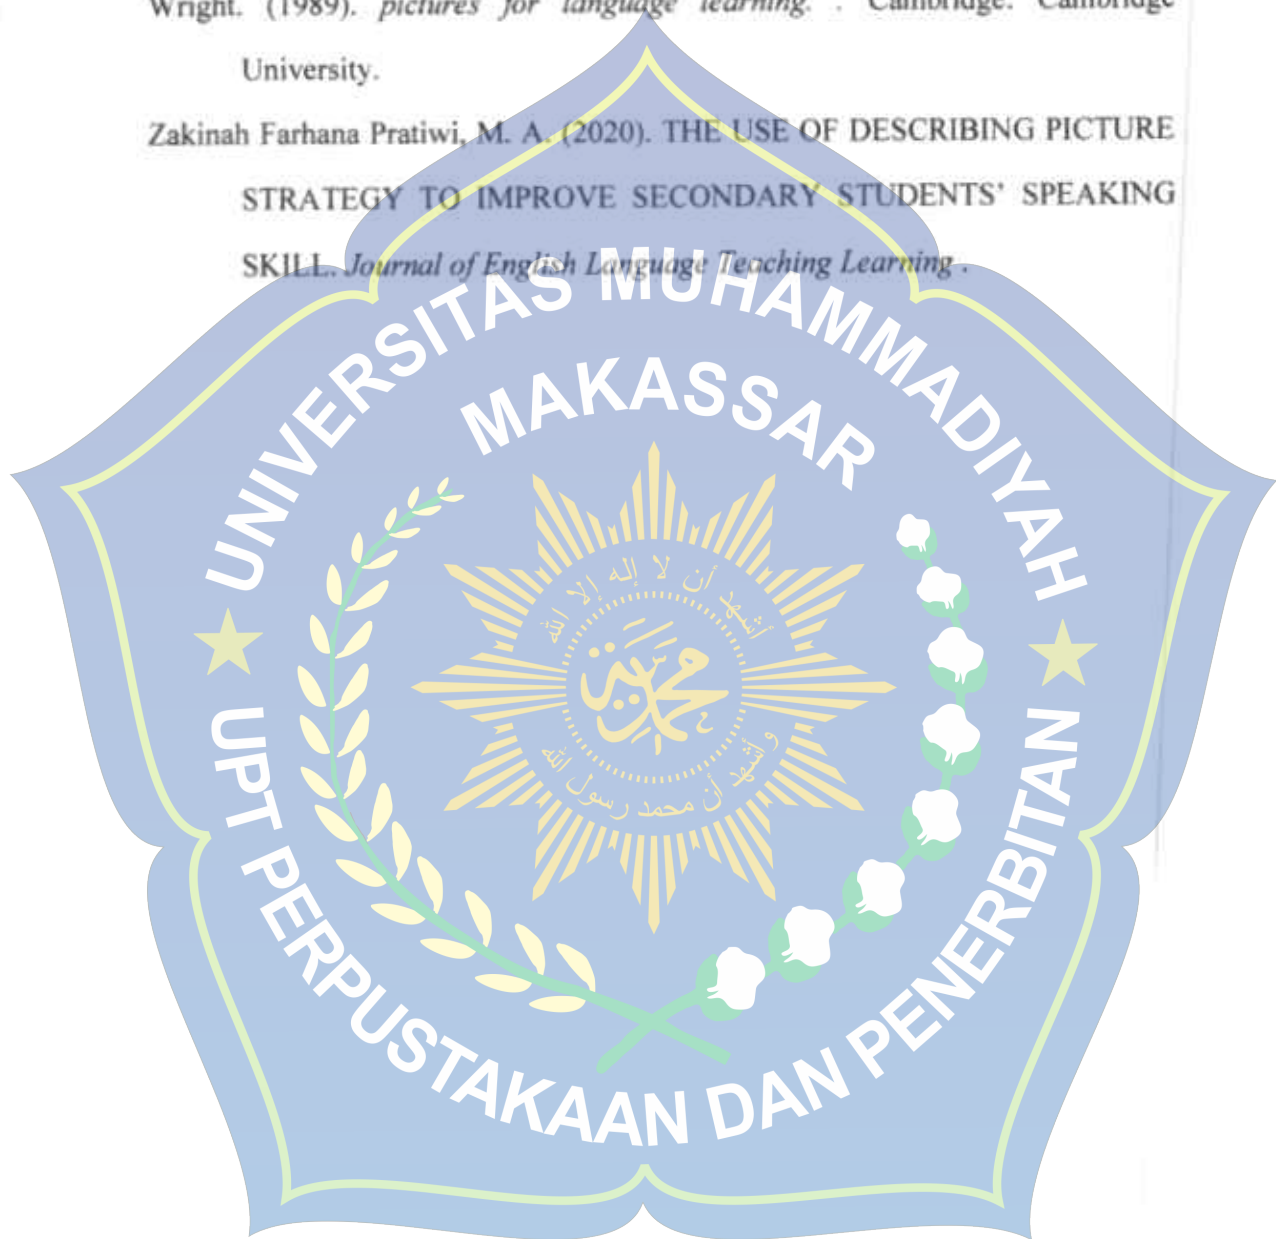 Wright. (1989). pictures for language learning. . Cambridge: Cambridge
University.
Zakinah Farhana Pratiwi, M. A. (2020). THE USE OF DESCRIBING PICTURE
STRATEGY TO IMPROVE SECONDARY STUDENTS' SPEAKING
SKILL. Journal of English Language Teaching Learning .
UNIVERSITAS MUHAMMADIYAH
MAKASSAR
أشهد أن لا إله إلا الله
محمدية
و أشهد أن محمد رسول الله
UPT PERPUSTAKAAN DAN PENERBITAN